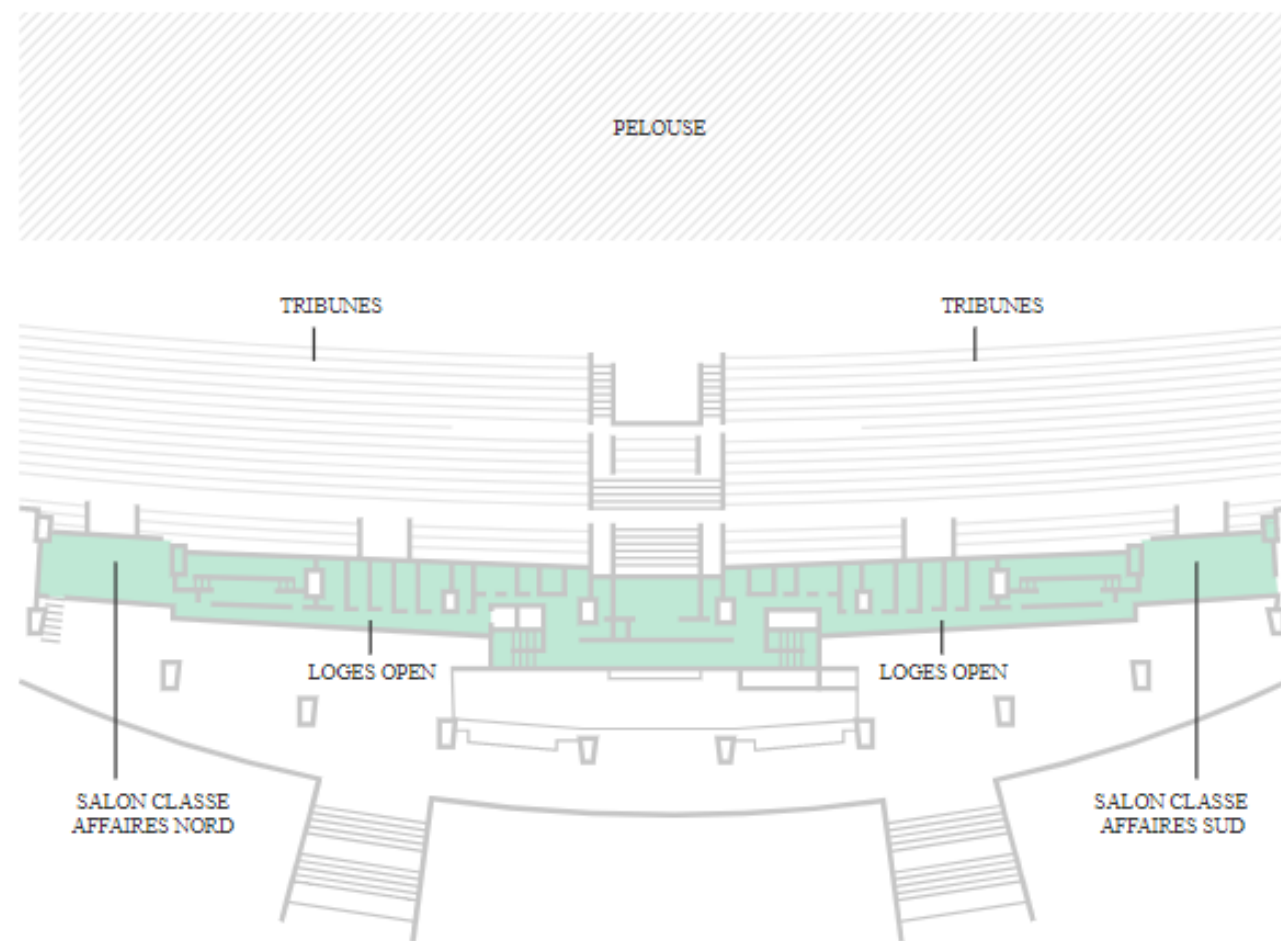 PELOUSE
TRIBUNES
TRIBUNES
LOGES OPEN
LOGES OPEN
SALON CLASSE
AFFAIRES NORD
SALON CLASSE
AFFAIRES SUD